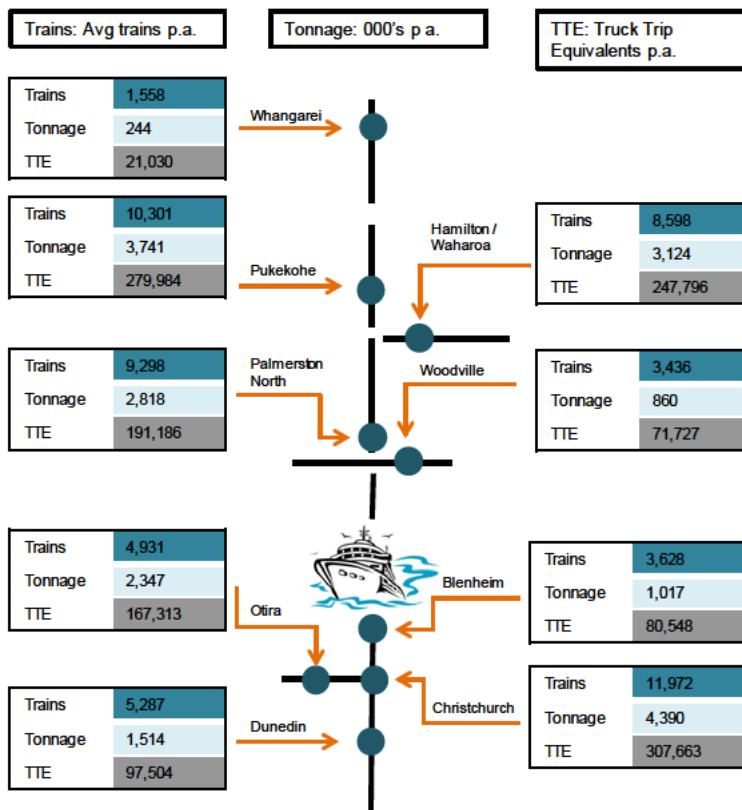 Trains: Avg trains p.a.
Tonnage: 000's p a.
TTE: Truck Trip
Equivalents p.a.
Trains 1,558
Tonnage 244
TTE 21,030
Whangarei
Trains 10,301
Tonnage 3,741
TTE 279,984
Pukekohe
Hamilton /
Waharoa
Trains 8,598
Tonnage 3,124
TTE 247,796
Trains 9,298
Tonnage 2,818
TTE 191,186
Palmerston
North
Woodville
Trains 3,436
Tonnage 860
TTE 71,727
Trains 4,931
Tonnage 2,347
TTE 167,313
Otira
Blenheim
Trains 3,628
Tonnage 1,017
TTE 80,548
Trains 5,287
Tonnage 1,514
TTE 97,504
Dunedin
Christchurch
Trains 11,972
Tonnage 4,390
TTE 307,663